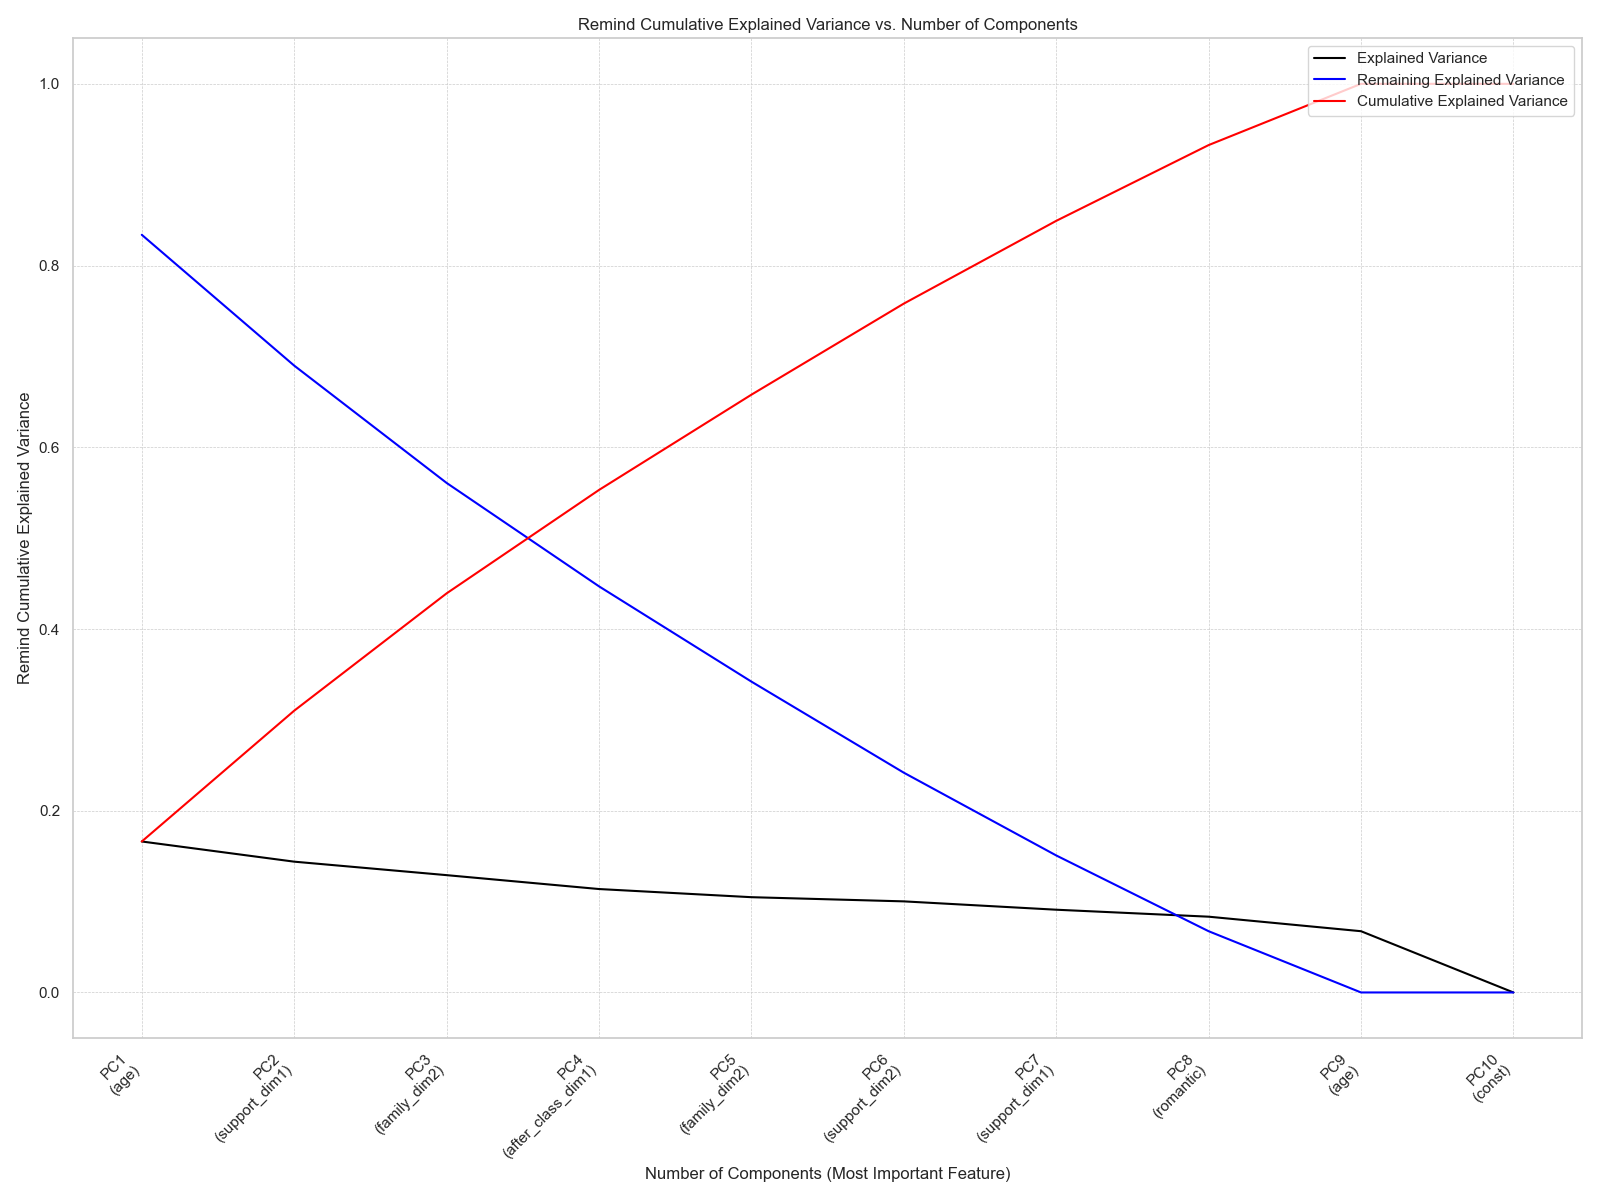 Remind Cumulative Explained Variance vs. Number of Components
Explained Variance
Remaining Explained Variance
Cumulative Explained Variance
Remind Cumulative Explained Variance
1.0
0.8
0.6
0.4
0.2
0.0
PC1
(age)
PC2
(support_dim1)
PC3
(family_dim2)
PC4
(after_class_dim1)
PC5
(family_dim2)
PC6
(support_dim2)
PC7
(support_dim1)
PC8
(romantic)
PC9
(age)
PC10
(const)
Number of Components (Most Important Feature)